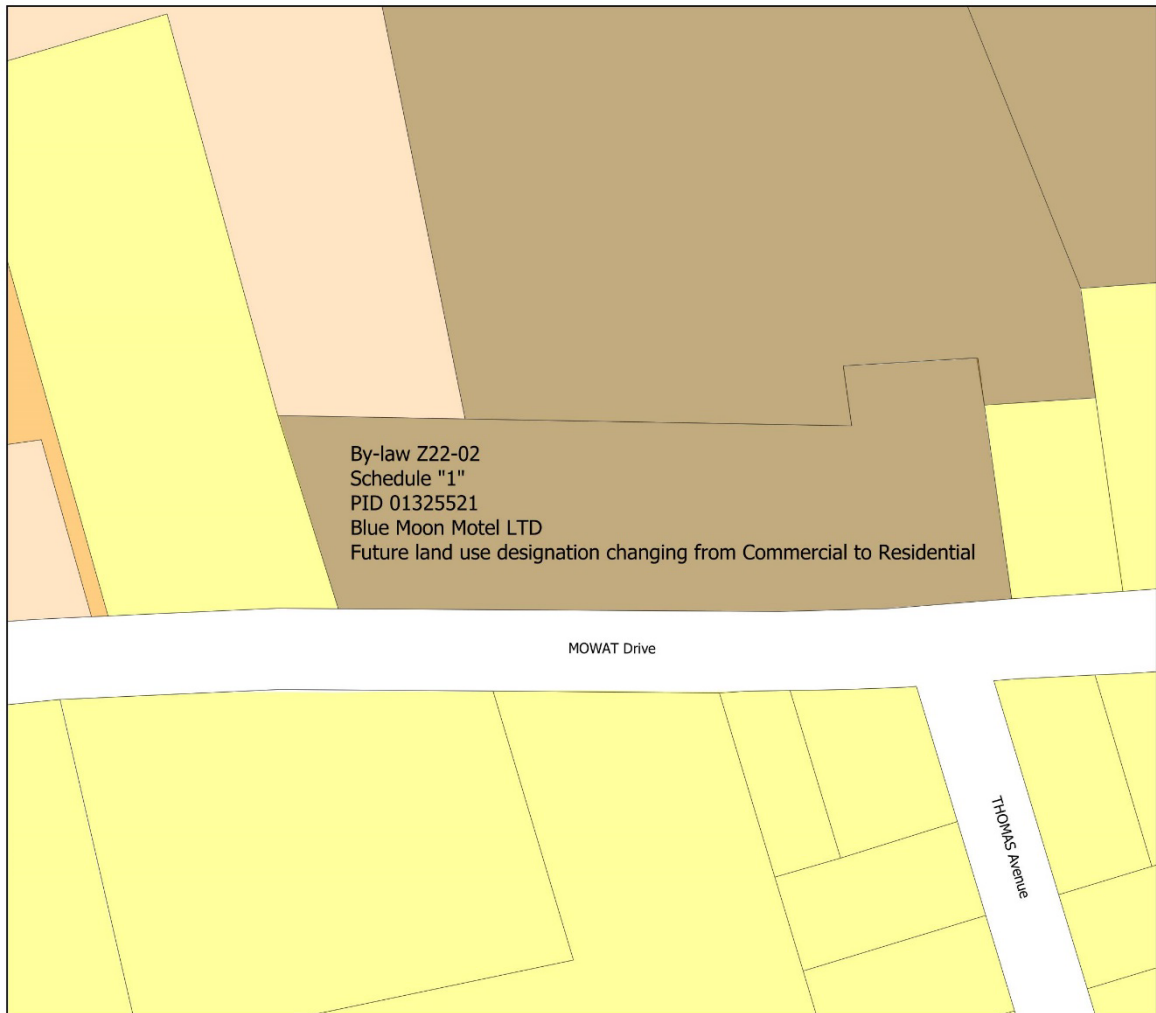 By-law Z22-02
Schedule "1"
PID 01325521
Blue Moon Motel LTD
Future land use designation changing from Commercial to Residential
MOWAT Drive
THOMAS Avenue